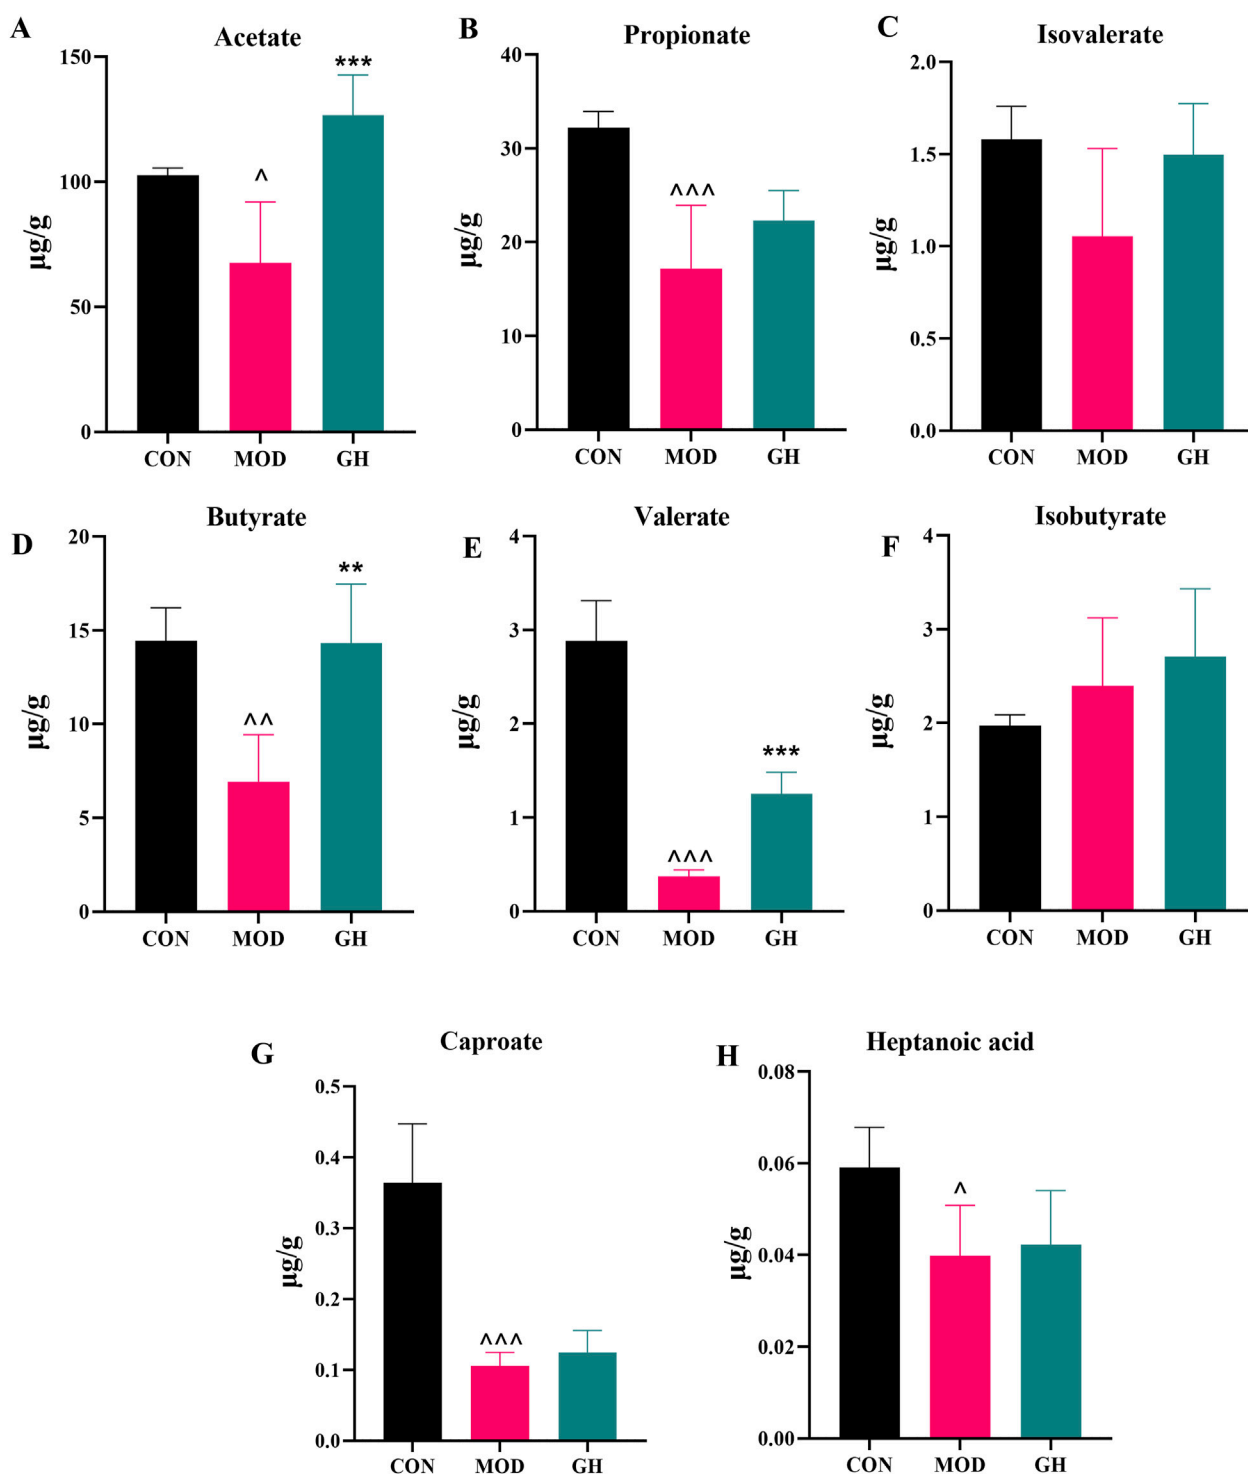 A
Acetate
150
100
50
0
µg/g
^
***
CON MOD GH
B
Propionate
40
30
20
10
0
µg/g
^^^
CON MOD GH
C
Isovalerate
2.0
1.5
1.0
0.5
0.0
µg/g
CON MOD GH
D
Butyrate
20
15
10
5
0
µg/g
^^
**
CON MOD GH
E
Valerate
4
3
2
1
0
µg/g
^^^
***
CON MOD GH
F
Isobutyrate
4
3
2
1
0
µg/g
CON MOD GH
G
Caproate
0.5
0.4
0.3
0.2
0.1
0.0
µg/g
^^^
CON MOD GH
H
Heptanoic acid
0.08
0.06
0.04
0.02
0.00
µg/g
^
CON MOD GH